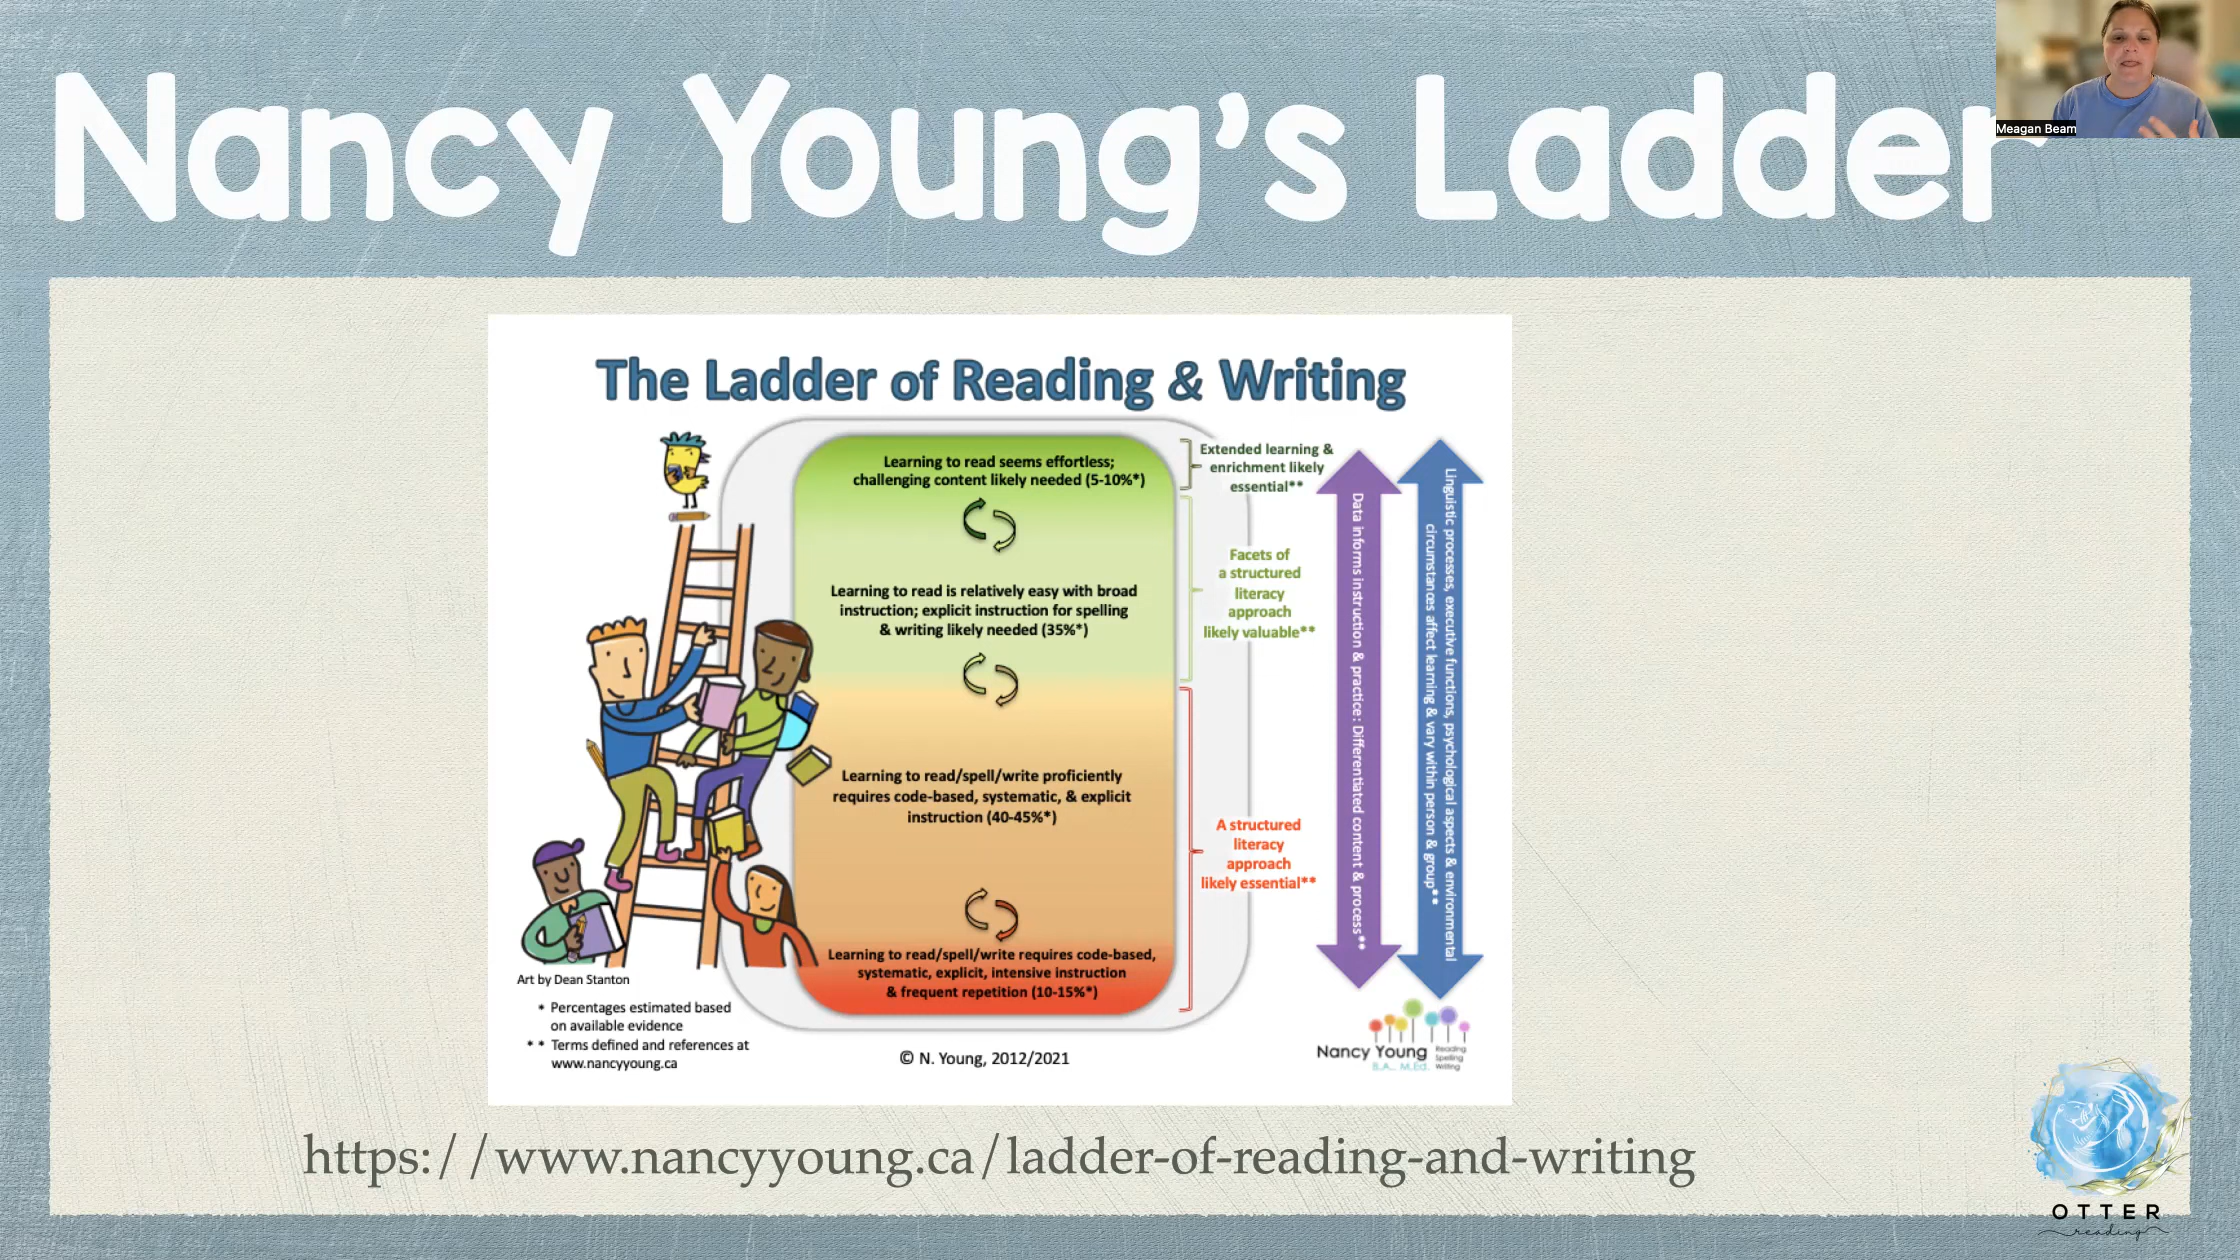 Nancy Young's Ladder
Meagan Beam
The Ladder of Reading & Writing
Learning to read seems effortless;
challenging content likely needed (5-10%*)
Learning to read is relatively easy with broad
instruction; explicit instruction for spelling
& writing likely needed (35%*)
Learning to read/spell/write proficiently
requires code-based, systematic, & explicit
instruction (40-45%*)
Learning to read/spell/write requires code-based,
systematic, explicit, intensive instruction
& frequent repetition (10-15%*)
Extended learning &
enrichment likely
essential**
Facets of
a structured
literacy
approach
likely valuable**
A structured
literacy
approach
likely essential**
Data informs instruction & practice: Differentiated content & process**
Linguistic processes, executive functions, psychological aspects & environmental
circumstances affect learning & vary within person & group**
Art by Dean Stanton
* Percentages estimated based
on available evidence
** Terms defined and references at
www.nancyyoung.ca
© N. Young, 2012/2021
Nancy Young
B.A., M.Ed.
Reading
Spelling
Writing
https://www.nancyyoung.ca/ladder-of-reading-and-writing
OTTER
reading